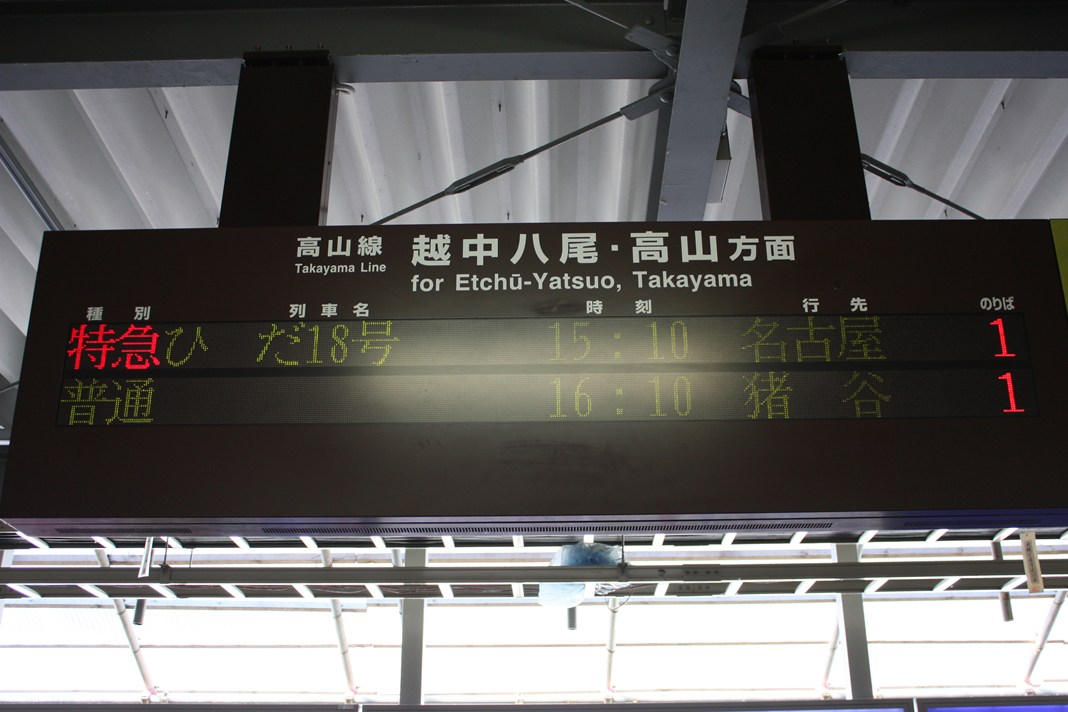 高山線 越中八尾・高山方面
Takayama Line for Etchū-Yatsuo, Takayama
種別 列車名 時刻 行先 のりば
特急 ひ だ18号 15:10 名古屋 1
普通 16:10 猪 谷 1